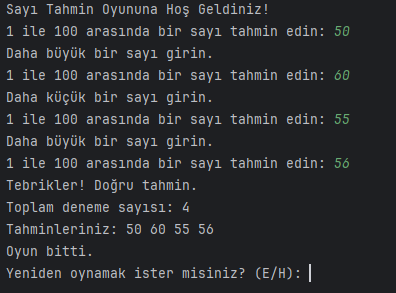 Sayı Tahmin Oyununa Hoş Geldiniz!
1 ile 100 arasında bir sayı tahmin edin: 50
Daha büyük bir sayı girin.
1 ile 100 arasında bir sayı tahmin edin: 60
Daha küçük bir sayı girin.
1 ile 100 arasında bir sayı tahmin edin: 55
Daha büyük bir sayı girin.
1 ile 100 arasında bir sayı tahmin edin: 56
Tebrikler! Doğru tahmin.
Toplam deneme sayısı: 4
Tahminleriniz: 50 60 55 56
Oyun bitti.
Yeniden oynamak ister misiniz? (E/H):